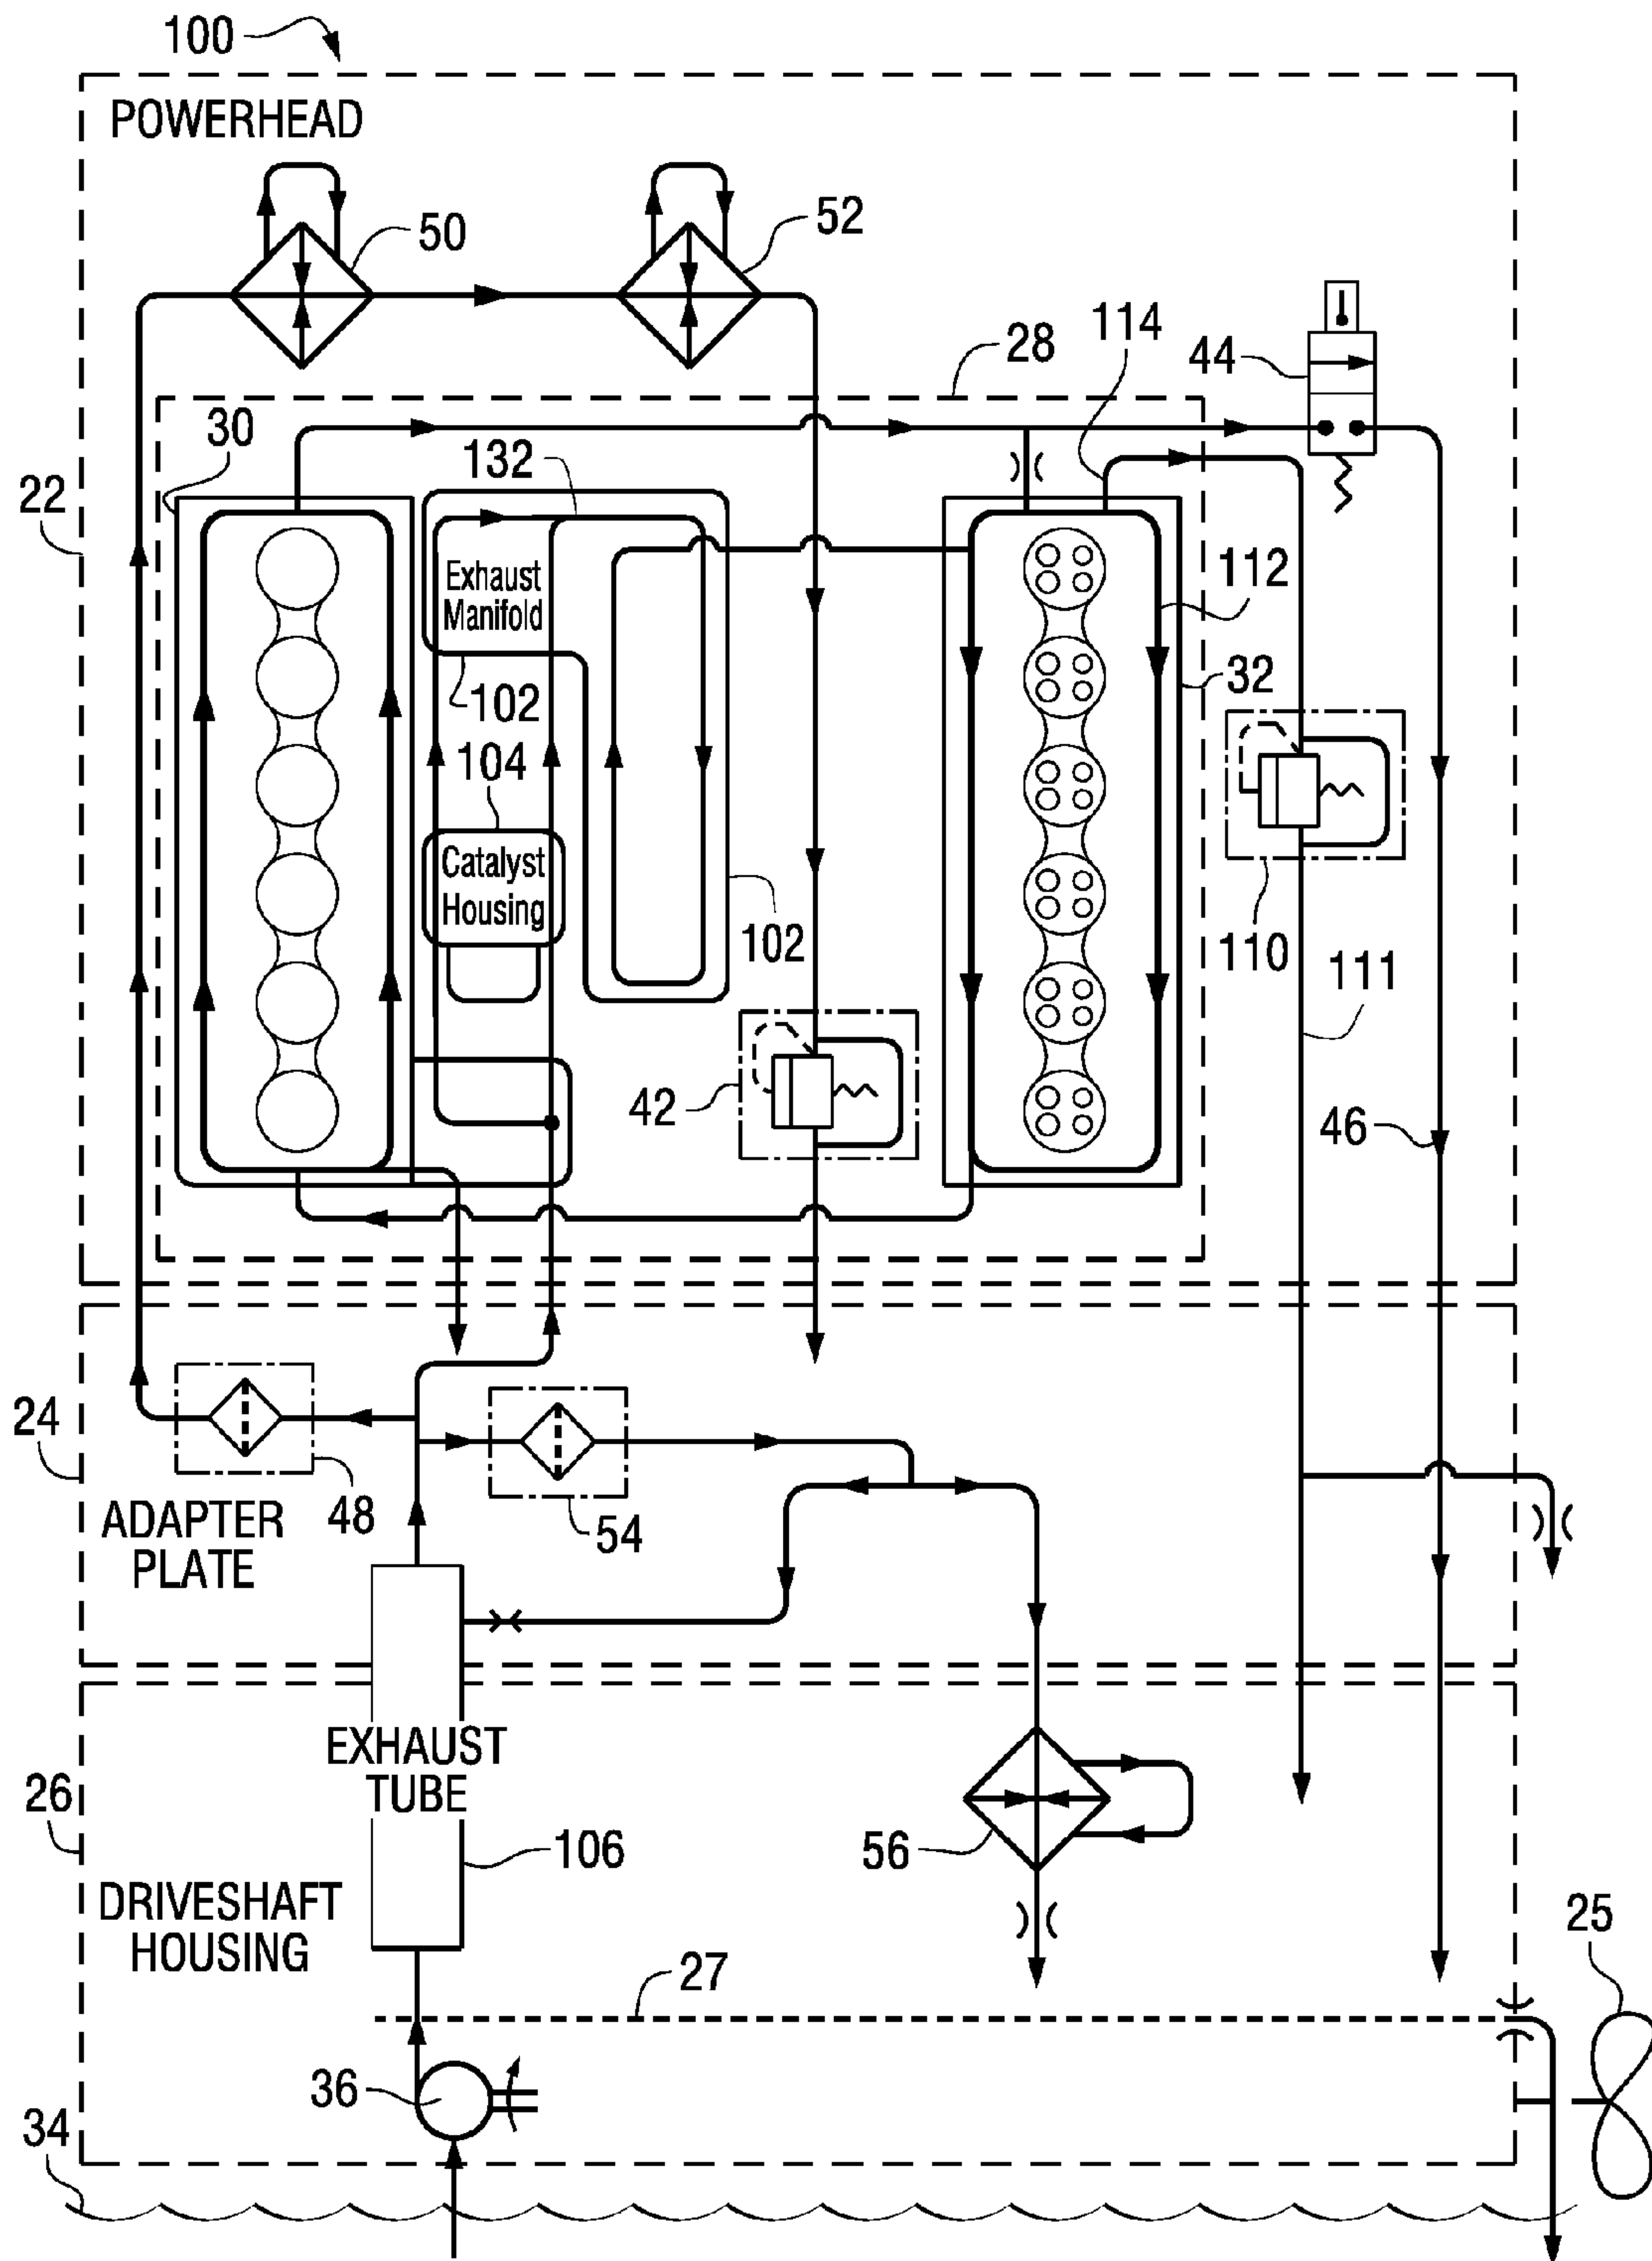 100
POWERHEAD
50
52
114
28
44
30
132
22
Exhaust
Manifold
112
102
32
104
Catalyst
Housing
102
110
111
42
46
24
48
54
ADAPTER
PLATE
EXHAUST
TUBE
26
106
56
DRIVESHAFT
HOUSING
27
25
36
34